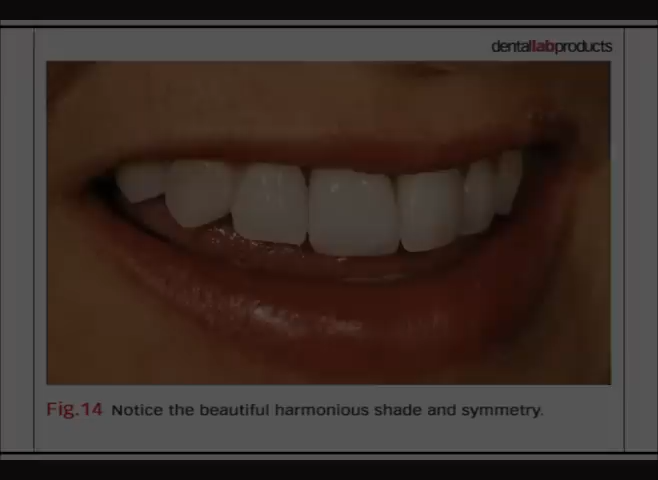 dentallabproducts
Fig.14 Notice the beautiful harmonious shade and symmetry.